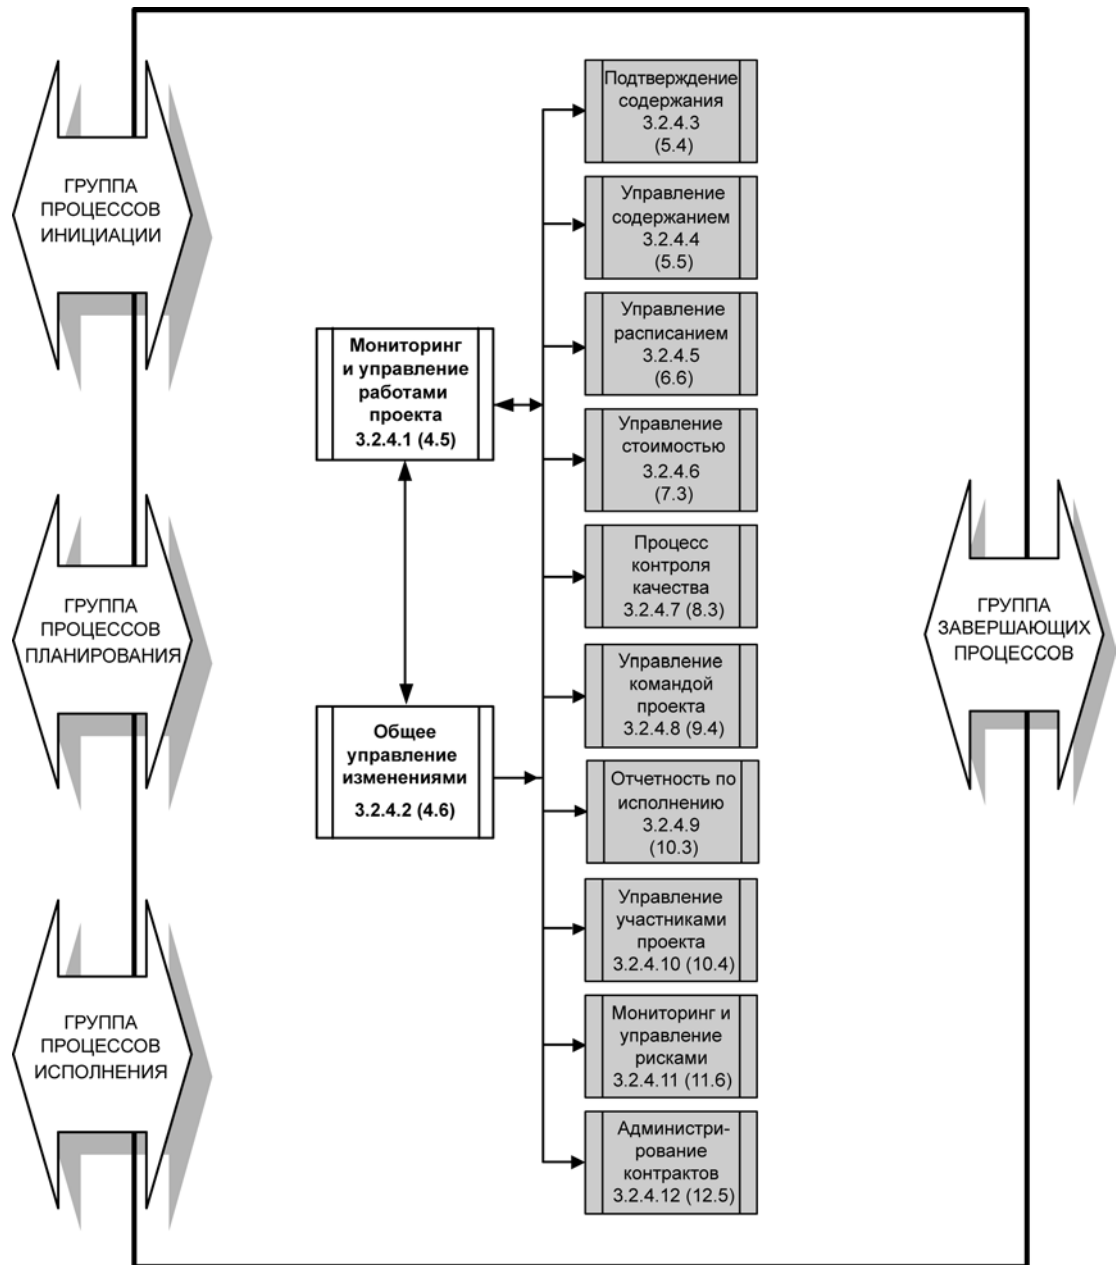 ГРУППА
ПРОЦЕССОВ
ИНИЦИАЦИИ
ГРУППА
ПРОЦЕССОВ
ПЛАНИРОВАНИЯ
ГРУППА
ПРОЦЕССОВ
ИСПОЛНЕНИЯ
Мониторинг
и управление
работами
проекта
3.2.4.1 (4.5)
Общее
управление
изменениями
3.2.4.2 (4.6)
Подтверждение
содержания
3.2.4.3
(5.4)
Управление
содержанием
3.2.4.4
(5.5)
Управление
расписанием
3.2.4.5
(6.6)
Управление
стоимостью
3.2.4.6
(7.3)
Процесс
контроля
качества
3.2.4.7 (8.3)
Управление
командой
проекта
3.2.4.8 (9.4)
Отчетность по
исполнению
3.2.4.9
(10.3)
Управление
участниками
проекта
3.2.4.10 (10.4)
Мониторинг и
управление
рисками
3.2.4.11 (11.6)
Администри-
рование
контрактов
3.2.4.12 (12.5)
ГРУППА
ЗАВЕРШАЮЩИХ
ПРОЦЕССОВ